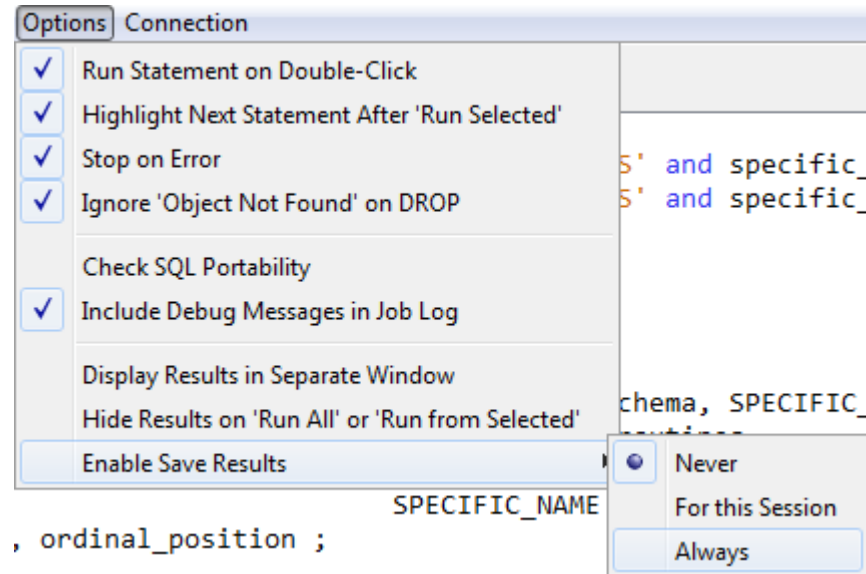 Options Connection
Run Statement on Double-Click
Highlight Next Statement After 'Run Selected'
Stop on Error
S' and specific_
Ignore 'Object Not Found' on DROP
S' and specific_
Check SQL Portability
Include Debug Messages in Job Log
Display Results in Separate Window
chema, SPECIFIC_
Hide Results on 'Run All' or 'Run from Selected'
Enable Save Results
Never
SPECIFIC_NAME
For this Session
, ordinal_position ;
Always